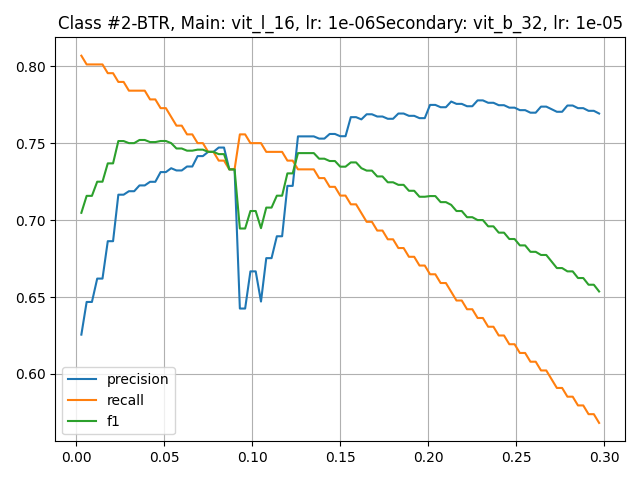 Class #2-BTR, Main: vit_l_16, lr: 1e-06Secondary: vit_b_32, lr: 1e-05
0.80
0.75
0.70
0.65
0.60
precision
recall
f1
0.00 0.05 0.10 0.15 0.20 0.25 0.30